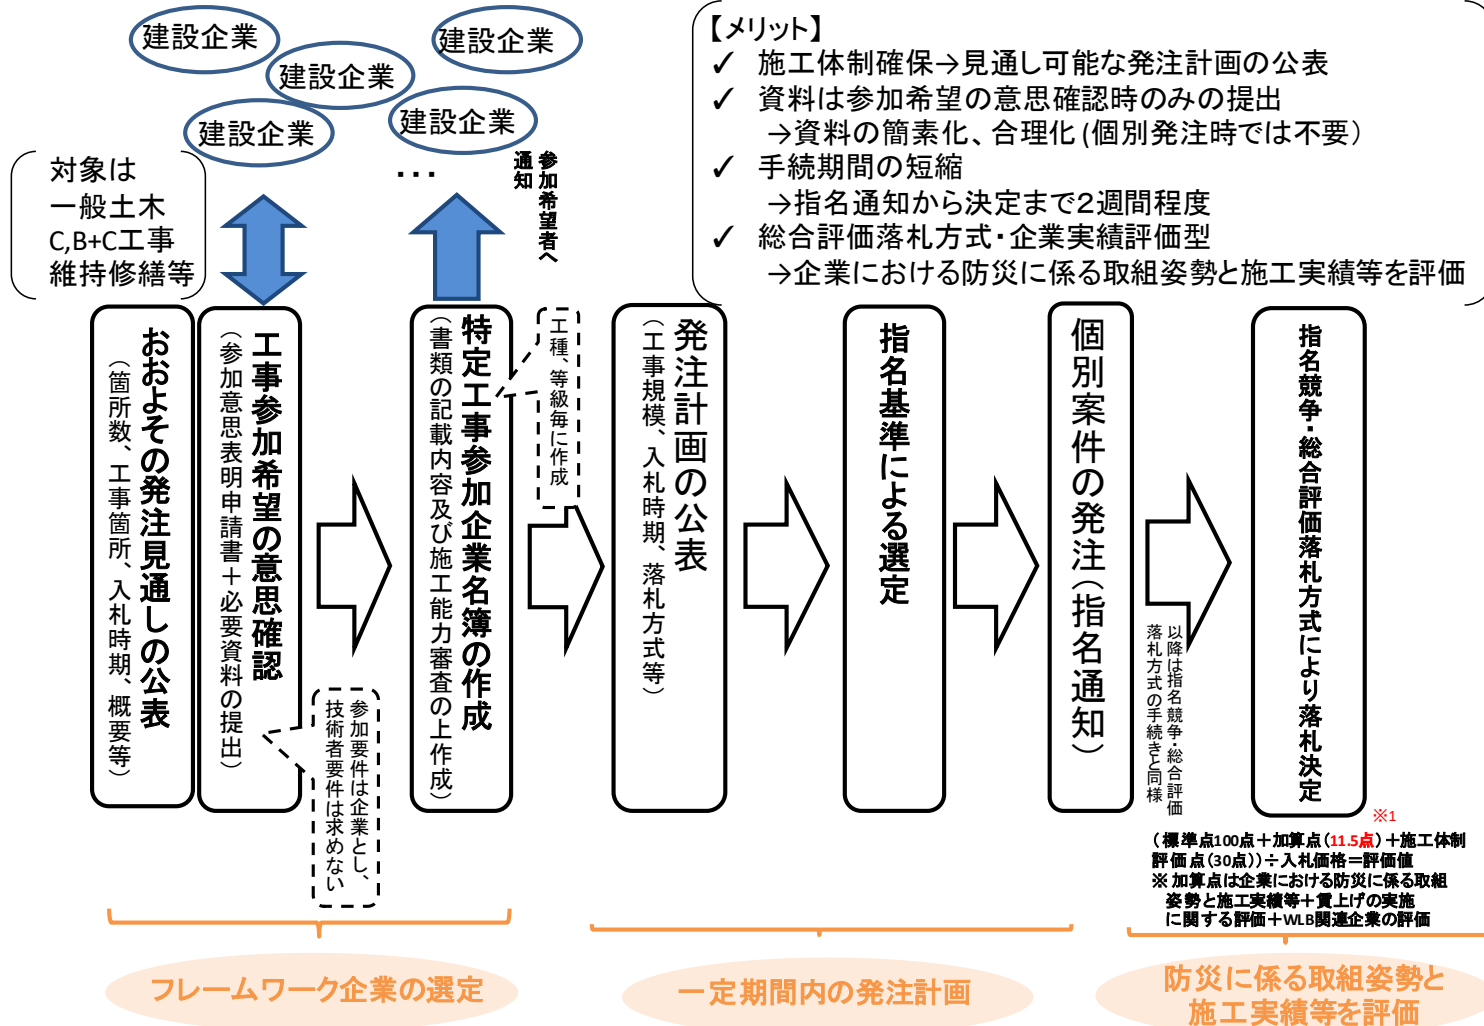 建設企業
建設企業
建設企業
建設企業
建設企業
・・・
参加希望者へ
通知
対象は
一般土木
C,B+C工事
維持修繕等
【メリット】
✓ 施工体制確保→見通し可能な発注計画の公表
✓ 資料は参加希望の意思確認時のみの提出
→資料の簡素化、合理化(個別発注時では不要)
✓ 手続期間の短縮
→指名通知から決定まで2週間程度
✓ 総合評価落札方式・企業実績評価型
→企業における防災に係る取組姿勢と施工実績等を評価
おおよその発注見通しの公表
(箇所数、工事箇所、入札時期、概要等)
工事参加希望の意思確認
(参加意思表明申請書+必要資料の提出)
参加要件は企業とし、
技術者要件は求めない
特定工事参加企業名簿の作成
(書類の記載内容及び施工能力審査の上作成)
工種、等級毎に作成
発注計画の公表
(工事規模、入札時期、落札方式等)
指名基準による選定
個別案件の発注(指名通知)
以降は指名競争・総合評価
落札方式の手続きと同様
指名競争・総合評価落札方式により落札決定
※1
(標準点100点+加算点(11.5点)+施工体制
評価点(30点))÷入札価格=評価値
※加算点は企業における防災に係る取組
姿勢と施工実績等+賃上げの実施
に関する評価+WLB関連企業の評価
フレームワーク企業の選定
一定期間内の発注計画
防災に係る取組姿勢と
施工実績等を評価